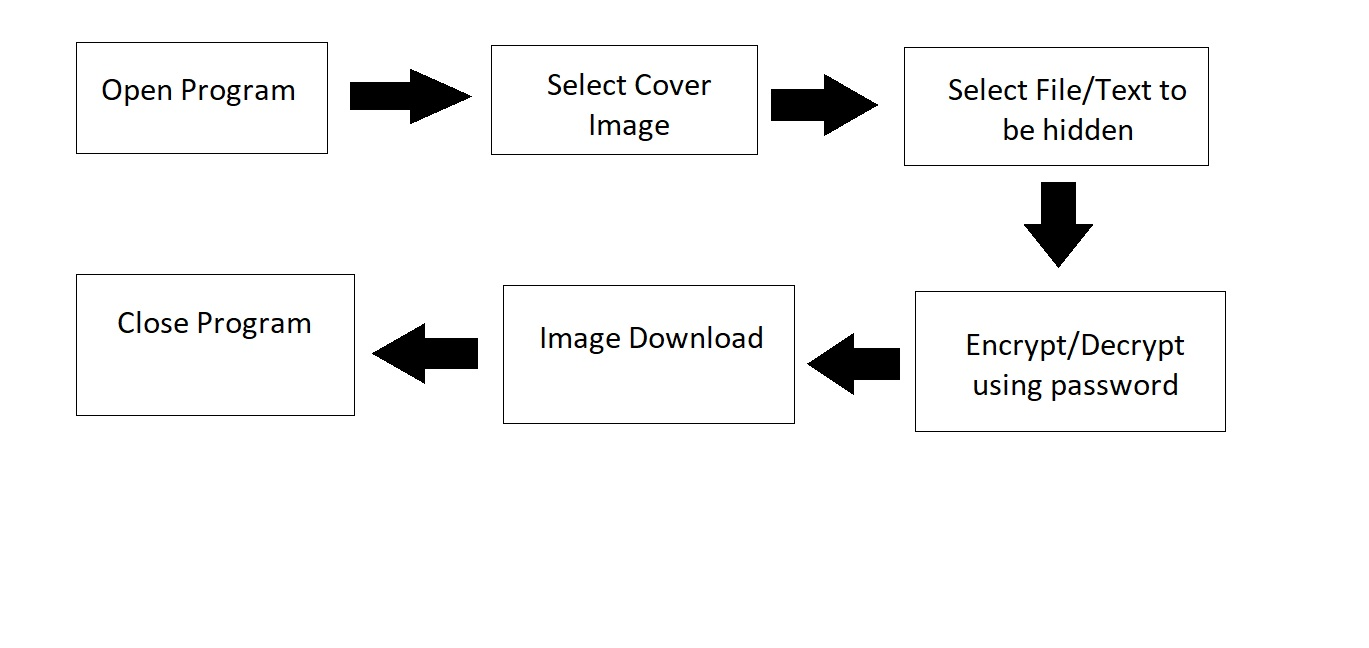 Open Program
Select Cover
Image
Select File/Text to
be hidden
Encrypt/Decrypt
using password
Image Download
Close Program